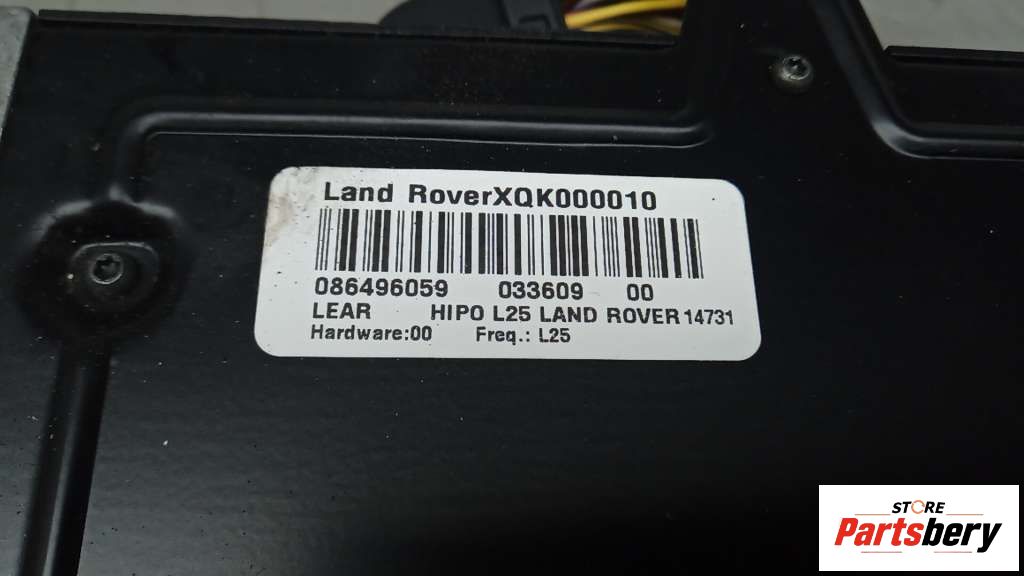 Land RoverXQK000010
086496059 033609 00
LEAR HIPO L25 LAND ROVER 14731
Hardware:00 Freq.: L25
STORE
Partsbery